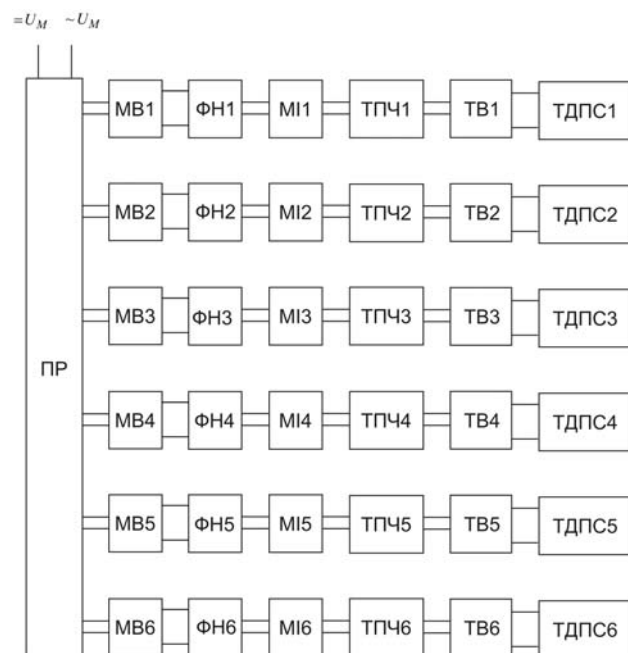 =U_M ~U_M
МВ1 ФН1 МІ1 ТПЧ1 ТВ1 ТДПС1
МВ2 ФН2 МІ2 ТПЧ2 ТВ2 ТДПС2
МВ3 ФН3 МІ3 ТПЧ3 ТВ3 ТДПС3
ПР
МВ4 ФН4 МІ4 ТПЧ4 ТВ4 ТДПС4
МВ5 ФН5 МІ5 ТПЧ5 ТВ5 ТДПС5
МВ6 ФН6 МІ6 ТПЧ6 ТВ6 ТДПС6